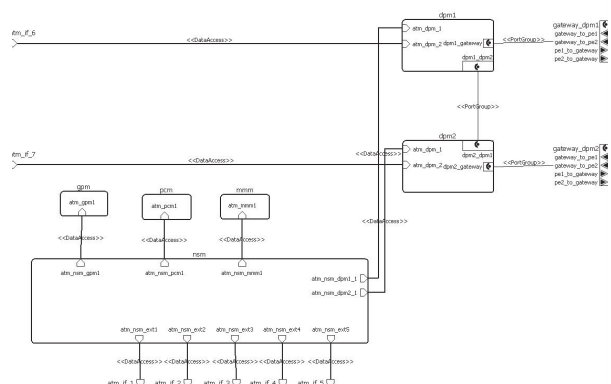 dpm1
atm_if_6
<<DataAccess>>
atm_dpm_1
atm_dpm_2
dpm1_gateway
dpm1_dpm2
<<PortGroup>>
gateway_dpm1
gateway_to_pe1
gateway_to_pe2
pe1_to_gateway
pe2_to_gateway
<<PortGroup>>
dpm2
atm_if_7
<<DataAccess>>
<<DataAccess>>
atm_dpm_1
atm_dpm_2
dpm2_gateway
dpm2_dpm1
<<PortGroup>>
gateway_dpm2
gateway_to_pe1
gateway_to_pe2
pe1_to_gateway
pe2_to_gateway
<<DataAccess>>
gpm
atm_gpm1
pcm
atm_pcm1
mmm
atm_mmm1
<<DataAccess>>
<<DataAccess>>
<<DataAccess>>
nsm
atm_nsm_gpm1
atm_nsm_pcm1
atm_nsm_mmm1
atm_nsm_dpm1_1
atm_nsm_dpm2_1
atm_nsm_ext1
atm_nsm_ext2
atm_nsm_ext3
atm_nsm_ext4
atm_nsm_ext5
<<DataAccess>>
<<DataAccess>>
<<DataAccess>>
<<DataAccess>>
<<DataAccess>>
atm_if_1
atm_if_2
atm_if_3
atm_if_4
atm_if_5